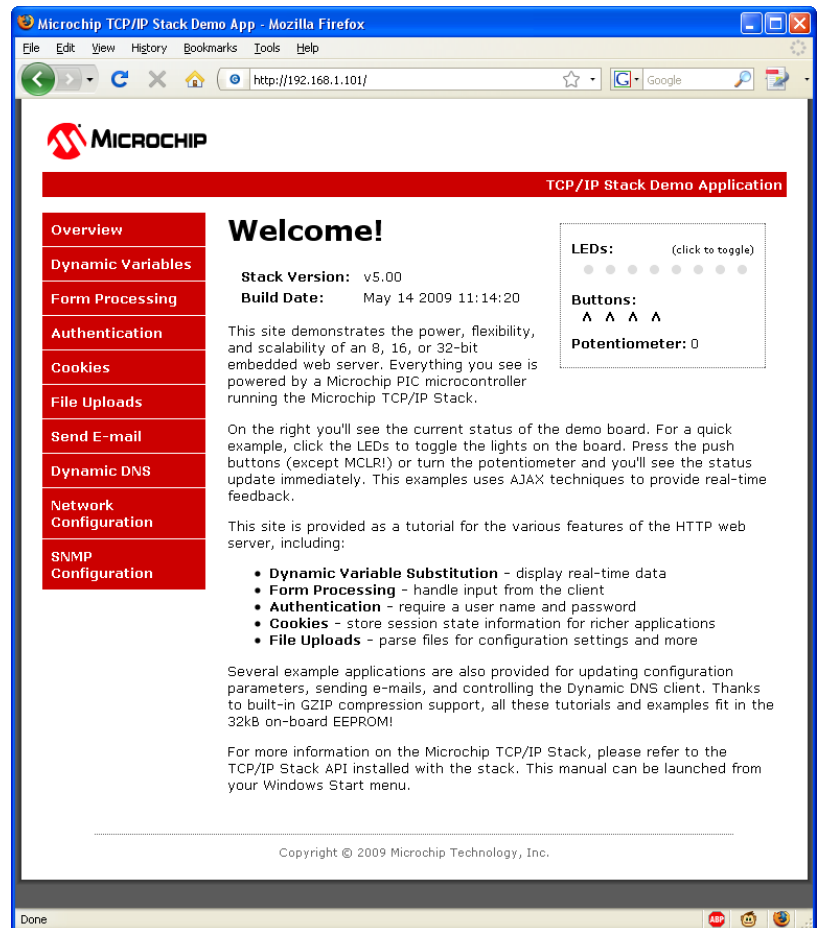 Microchip TCP/IP Stack Demo App - Mozilla Firefox
File Edit View History Bookmarks Tools Help
http://192.168.1.101/
G Google
MICROCHIP
TCP/IP Stack Demo Application
Overview
Dynamic Variables
Form Processing
Authentication
Cookies
File Uploads
Send E-mail
Dynamic DNS
Network
Configuration
SNMP
Configuration
Welcome!
Stack Version: v5.00
Build Date: May 14 2009 11:14:20
LEDs: (click to toggle)
Buttons:
Λ Λ Λ Λ
Potentiometer: 0
This site demonstrates the power, flexibility,
and scalability of an 8, 16, or 32-bit
embedded web server. Everything you see is
powered by a Microchip PIC microcontroller
running the Microchip TCP/IP Stack.
On the right you'll see the current status of the demo board. For a quick
example, click the LEDs to toggle the lights on the board. Press the push
buttons (except MCLR!) or turn the potentiometer and you'll see the status
update immediately. This examples uses AJAX techniques to provide real-time
feedback.
This site is provided as a tutorial for the various features of the HTTP web
server, including:
• Dynamic Variable Substitution - display real-time data
• Form Processing - handle input from the client
• Authentication - require a user name and password
• Cookies - store session state information for richer applications
• File Uploads - parse files for configuration settings and more
Several example applications are also provided for updating configuration
parameters, sending e-mails, and controlling the Dynamic DNS client. Thanks
to built-in GZIP compression support, all these tutorials and examples fit in the
32kB on-board EEPROM!
For more information on the Microchip TCP/IP Stack, please refer to the
TCP/IP Stack API installed with the stack. This manual can be launched from
your Windows Start menu.
Copyright © 2009 Microchip Technology, Inc.
Done
ABP